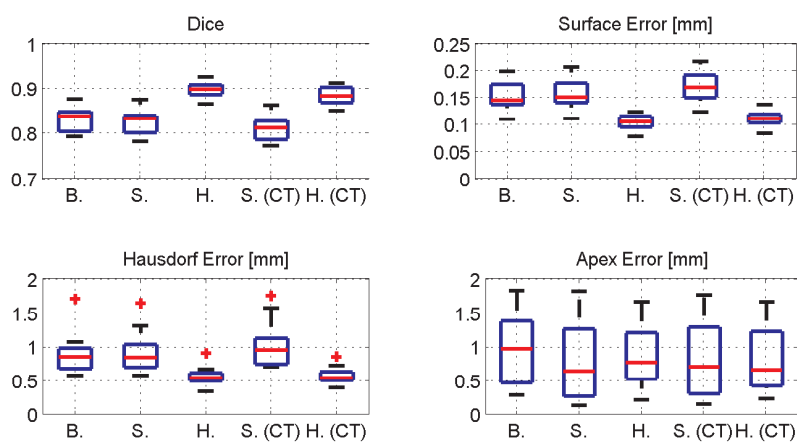 Dice
1
0.9
0.8
0.7
B. S. H. S. (CT) H. (CT)
Surface Error [mm]
0.25
0.2
0.15
0.1
0.05
0
B. S. H. S. (CT) H. (CT)
Hausdorf Error [mm]
2
1.5
1
0.5
0
B. S. H. S. (CT) H. (CT)
Apex Error [mm]
2
1.5
1
0.5
0
B. S. H. S. (CT) H. (CT)